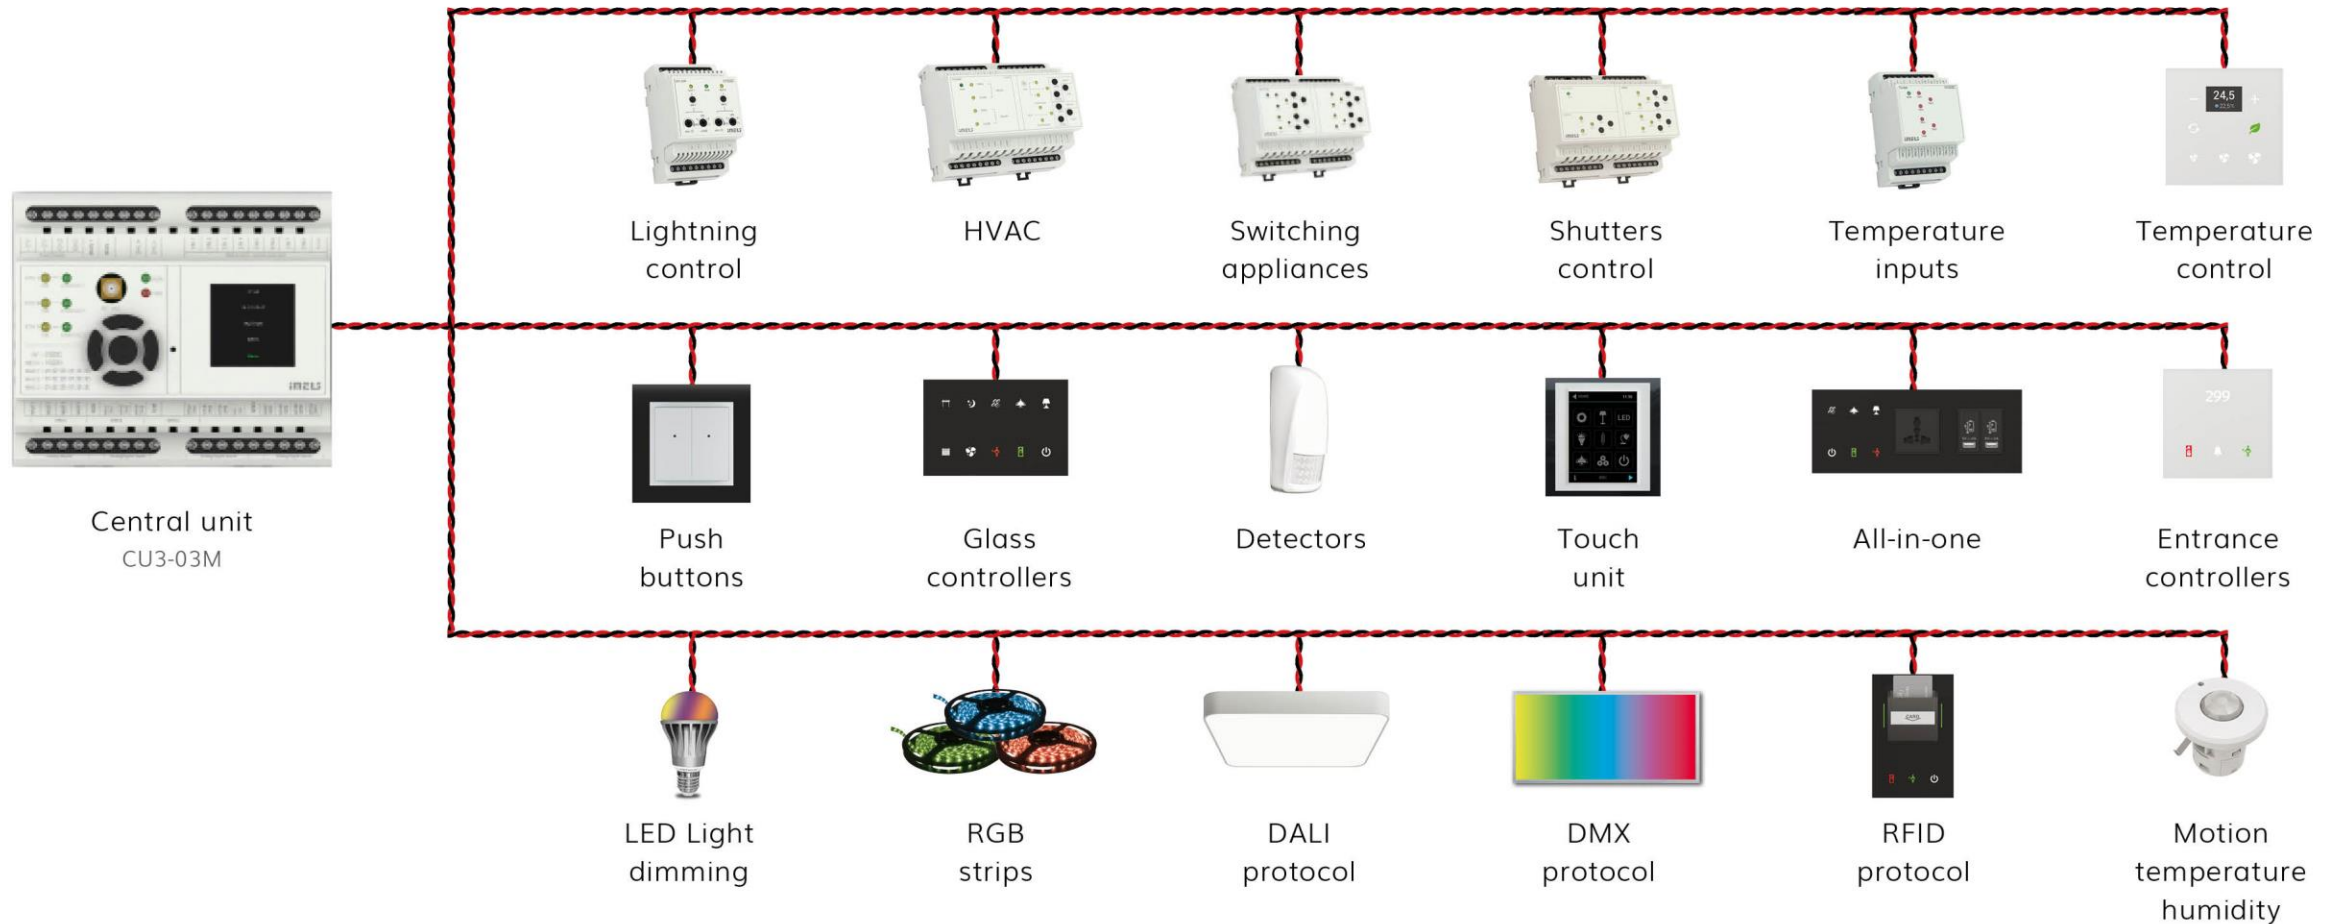 24,5
Lightning
control
HVAC
Switching
appliances
Shutters
control
Temperature
inputs
Temperature
control
iNELS
Central unit
CU3-03M
LED
299
Push
buttons
Glass
controllers
Detectors
Touch
unit
All-in-one
Entrance
controllers
LED Light
dimming
RGB
strips
DALI
protocol
DMX
protocol
RFID
protocol
Motion
temperature
humidity